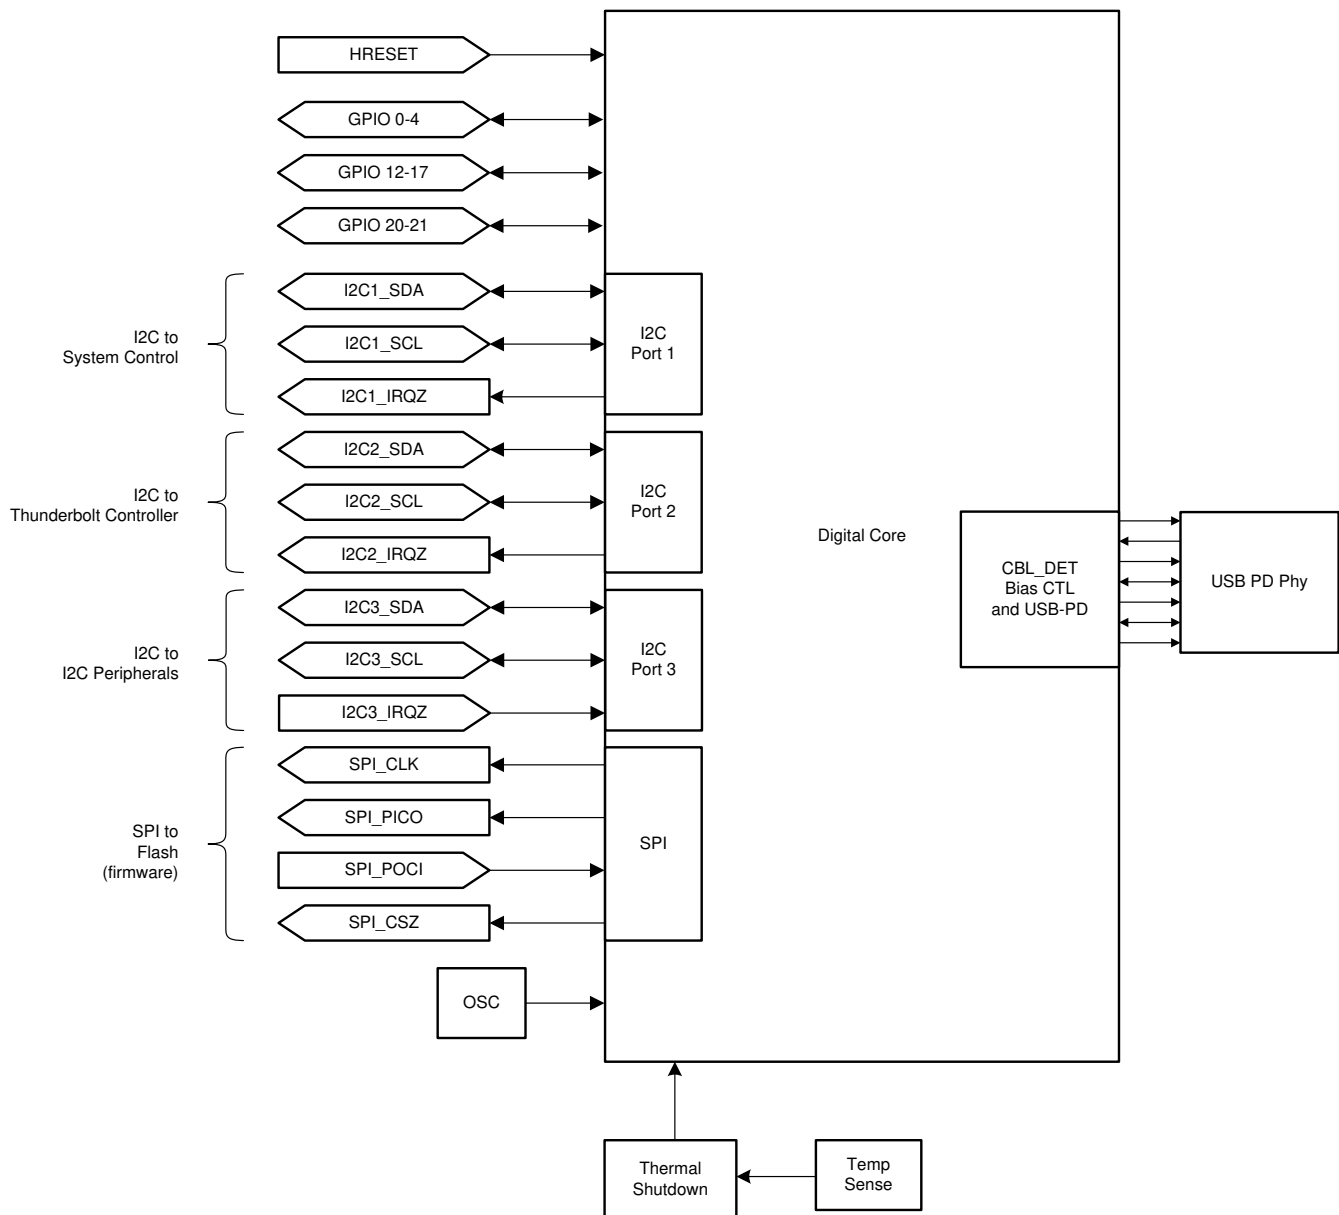 HRESET
GPIO 0-4
GPIO 12-17
GPIO 20-21
I2C to
System Control
I2C1_SDA
I2C1_SCL
I2C1_IRQZ
I2C
Port 1
I2C to
Thunderbolt Controller
I2C2_SDA
I2C2_SCL
I2C2_IRQZ
I2C
Port 2
Digital Core
CBL_DET
Bias CTL
and USB-PD
USB PD Phy
I2C to
I2C Peripherals
I2C3_SDA
I2C3_SCL
I2C3_IRQZ
I2C
Port 3
SPI to
Flash
(firmware)
SPI_CLK
SPI_PICO
SPI_POCI
SPI_CSZ
SPI
OSC
Thermal
Shutdown
Temp
Sense